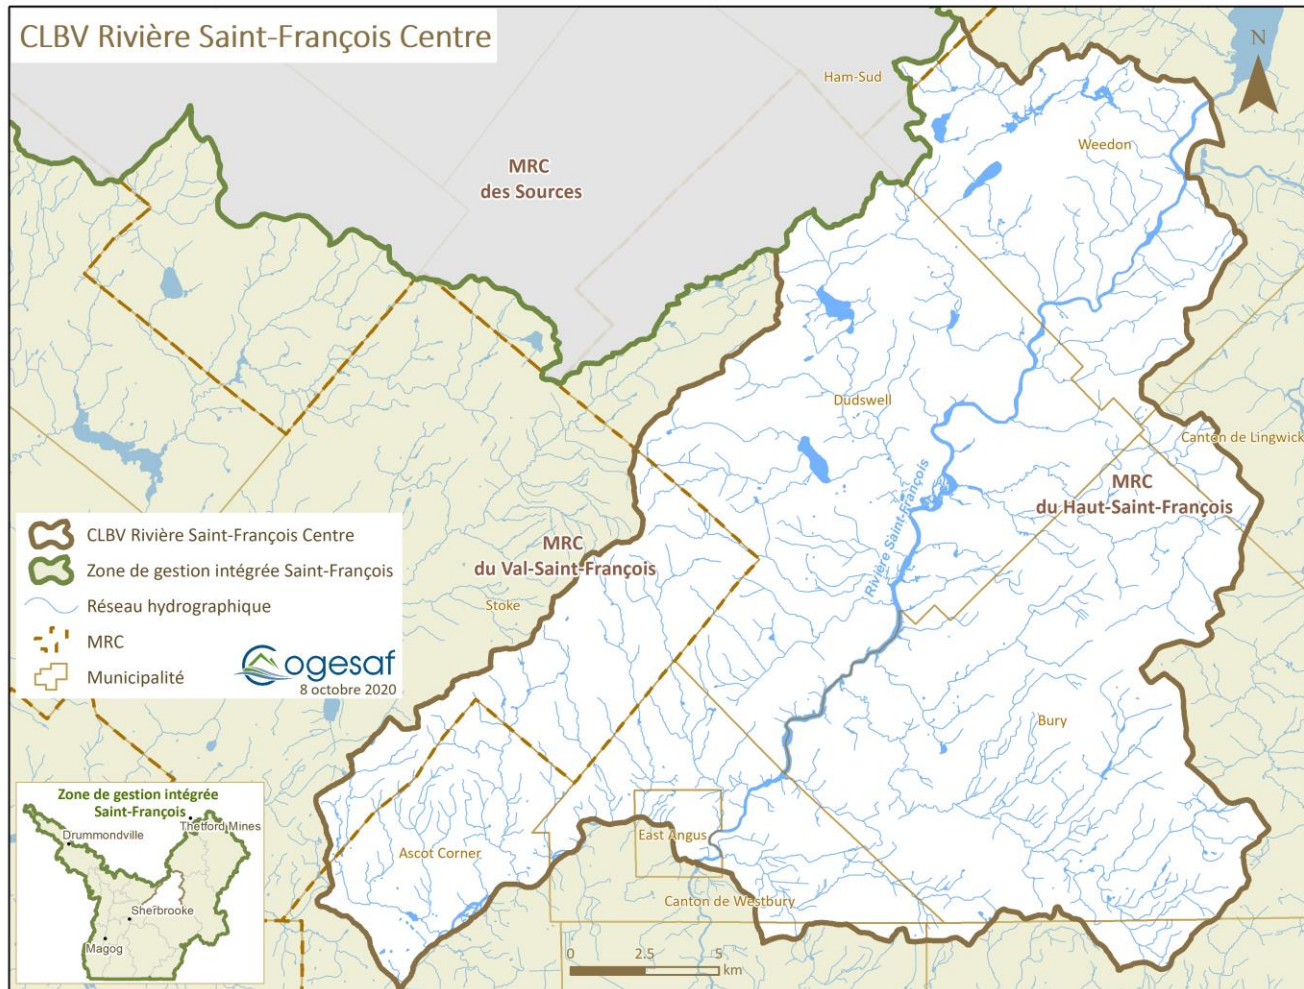 CLBV Rivière Saint-François Centre
N
Ham-Sud
Weedon
MRC
des Sources
Dudswell
Canton de Lingwick
MRC
du Haut-Saint-François
Rivière Saint-François
MRC
du Val-Saint-François
Stoke
Bury
East Angus
Ascot Corner
Canton de Westbury
CLBV Rivière Saint-François Centre
Zone de gestion intégrée Saint-François
Réseau hydrographique
MRC
Municipalité
Cogesaf
8 octobre 2020
Zone de gestion intégrée
Saint-François
Thetford Mines
Drummondville
Sherbrooke
Magog
0 2.5 5
km